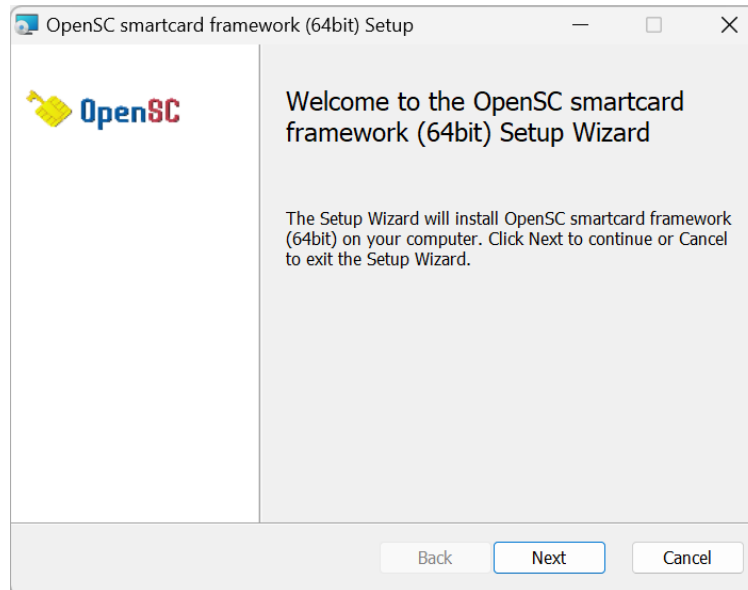 OpenSC smartcard framework (64bit) Setup
OpenSC
Welcome to the OpenSC smartcard
framework (64bit) Setup Wizard
The Setup Wizard will install OpenSC smartcard framework
(64bit) on your computer. Click Next to continue or Cancel
to exit the Setup Wizard.
Back Next Cancel